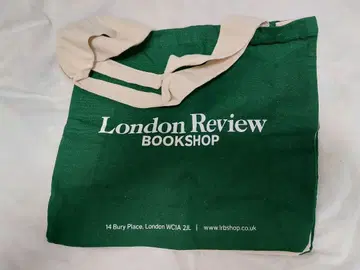 London Review
BOOKSHOP
14 Bury Place, London WC1A 2JL | www.lrbshop.co.uk